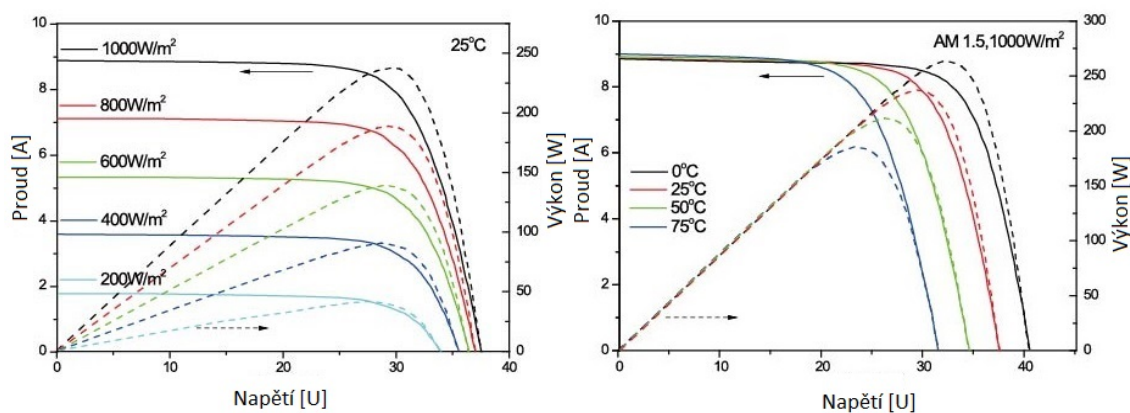 10
8
6
4
2
0
Proud [A]
1000W/m²
800W/m²
600W/m²
400W/m²
200W/m²
25°C
250
200
150
100
50
0
Výkon [W]
0
10
20
30
40
Napětí [U]
10
8
6
4
2
0
Proud [A]
AM 1.5,1000W/m²
0°C
25°C
50°C
75°C
300
250
200
150
100
50
0
Výkon [W]
0
10
20
30
40
Napětí [U]